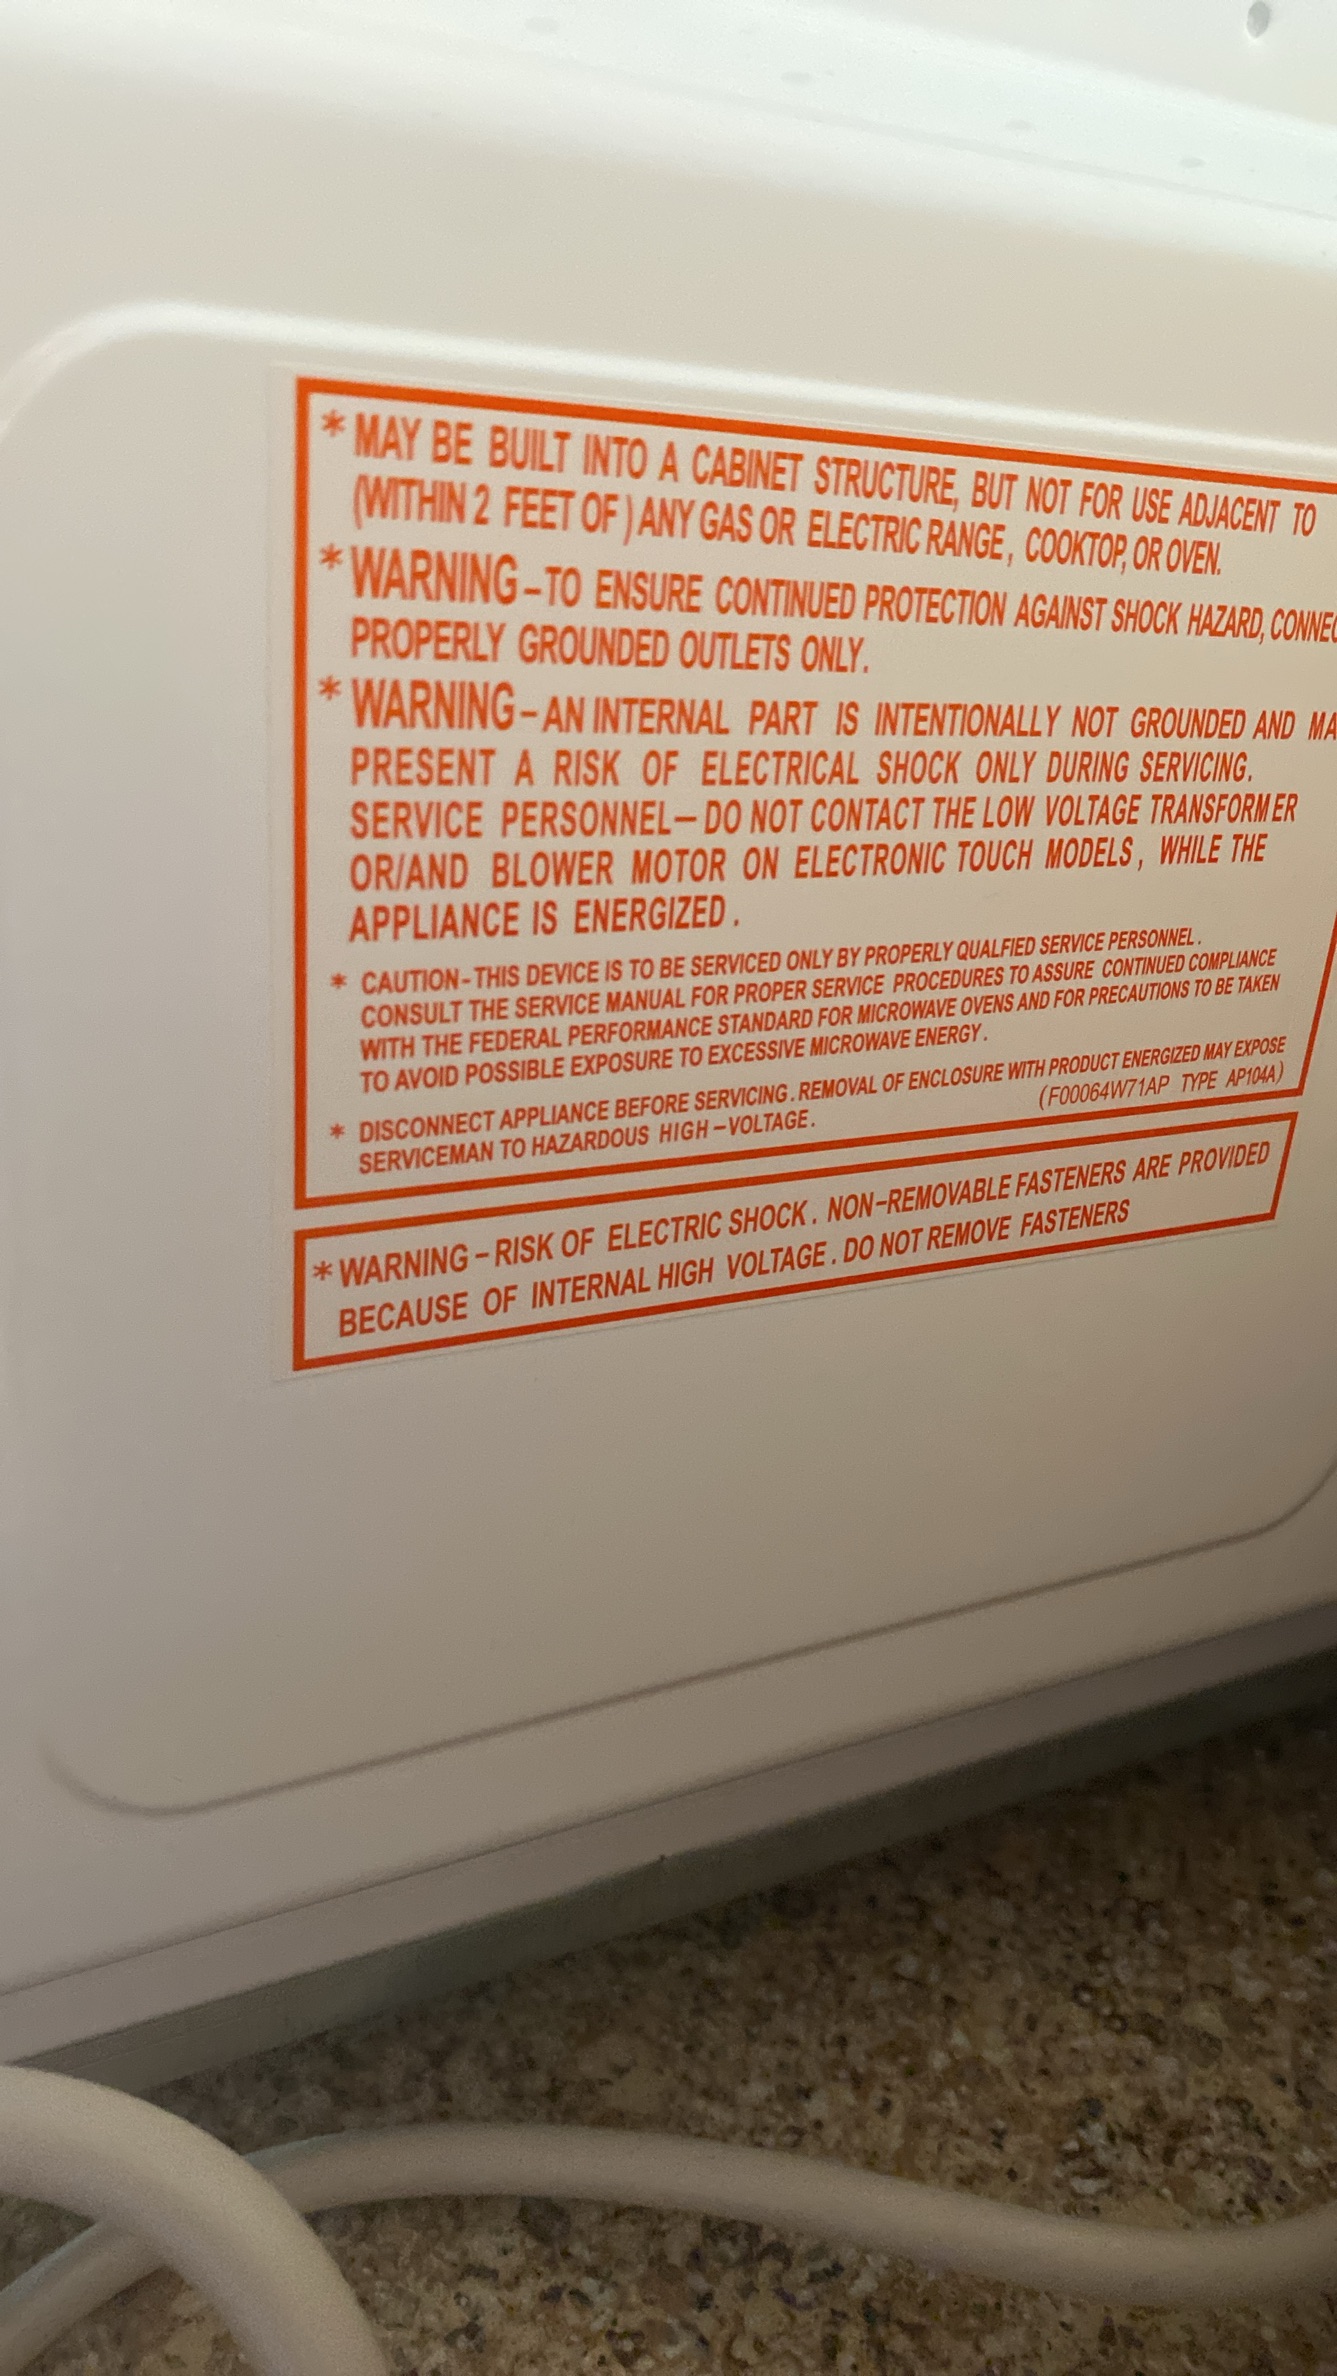 * MAY BE BUILT INTO A CABINET STRUCTURE, BUT NOT FOR USE ADJACENT TO
(WITHIN 2 FEET OF ) ANY GAS OR ELECTRIC RANGE , COOKTOP, OR OVEN.
* WARNING – TO ENSURE CONTINUED PROTECTION AGAINST SHOCK HAZARD, CONNEC
PROPERLY GROUNDED OUTLETS ONLY.
* WARNING – AN INTERNAL PART IS INTENTIONALLY NOT GROUNDED AND MA
PRESENT A RISK OF ELECTRICAL SHOCK ONLY DURING SERVICING.
SERVICE PERSONNEL — DO NOT CONTACT THE LOW VOLTAGE TRANSFORMER
OR/AND BLOWER MOTOR ON ELECTRONIC TOUCH MODELS , WHILE THE
APPLIANCE IS ENERGIZED .
* CAUTION - THIS DEVICE IS TO BE SERVICED ONLY BY PROPERLY QUALFIED SERVICE PERSONNEL .
CONSULT THE SERVICE MANUAL FOR PROPER SERVICE PROCEDURES TO ASSURE CONTINUED COMPLIANCE
WITH THE FEDERAL PERFORMANCE STANDARD FOR MICROWAVE OVENS AND FOR PRECAUTIONS TO BE TAKEN
TO AVOID POSSIBLE EXPOSURE TO EXCESSIVE MICROWAVE ENERGY .
* DISCONNECT APPLIANCE BEFORE SERVICING . REMOVAL OF ENCLOSURE WITH PRODUCT ENERGIZED MAY EXPOSE
SERVICEMAN TO HAZARDOUS HIGH – VOLTAGE .
(F00064W71AP TYPE AP104A)
* WARNING – RISK OF ELECTRIC SHOCK . NON–REMOVABLE FASTENERS ARE PROVIDED
BECAUSE OF INTERNAL HIGH VOLTAGE . DO NOT REMOVE FASTENERS